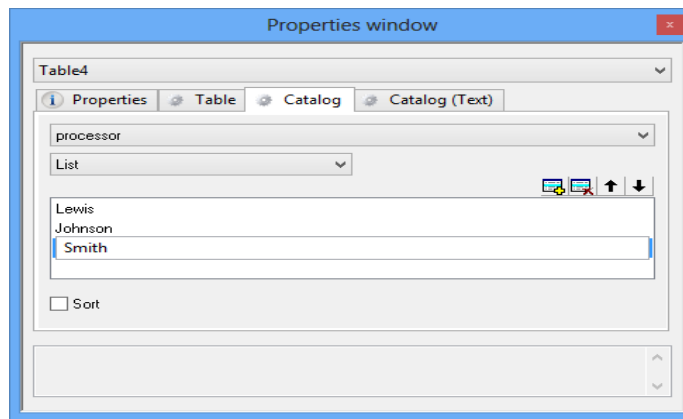 Properties window
Table4
Properties Table Catalog Catalog (Text)
processor
List
Lewis
Johnson
Smith
Sort